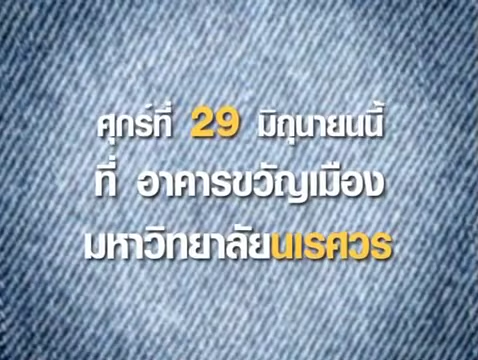 ศุกร์ที่ 29 มิถุนายนนี้
ที่ อาคารขวัญเมือง
มหาวิทยาลัยนเรศวร